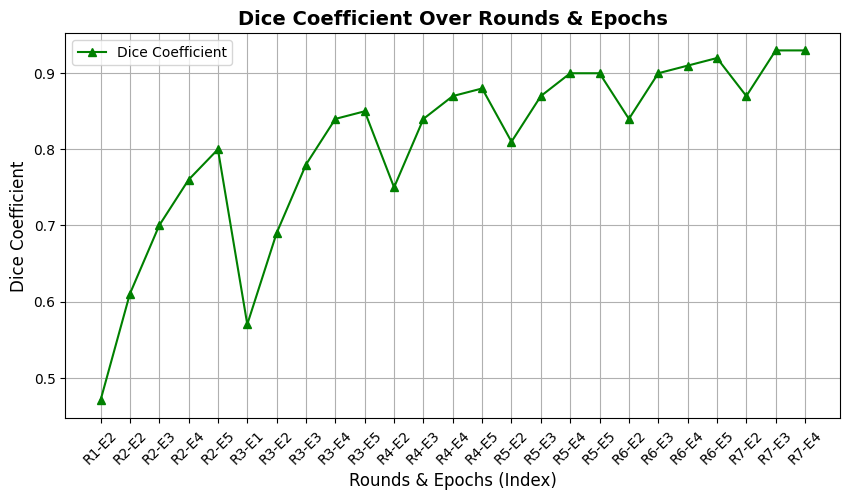 Dice Coefficient Over Rounds & Epochs
Dice Coefficient
Dice Coefficient
0.9
0.8
0.7
0.6
0.5
R1-E2 R2-E2 R2-E3 R2-E4 R2-E5 R3-E1 R3-E2 R3-E3 R3-E4 R3-E5 R4-E2 R4-E3 R4-E4 R4-E5 R5-E2 R5-E3 R5-E4 R5-E5 R6-E2 R6-E3 R6-E4 R6-E5 R7-E2 R7-E3 R7-E4
Rounds & Epochs (Index)